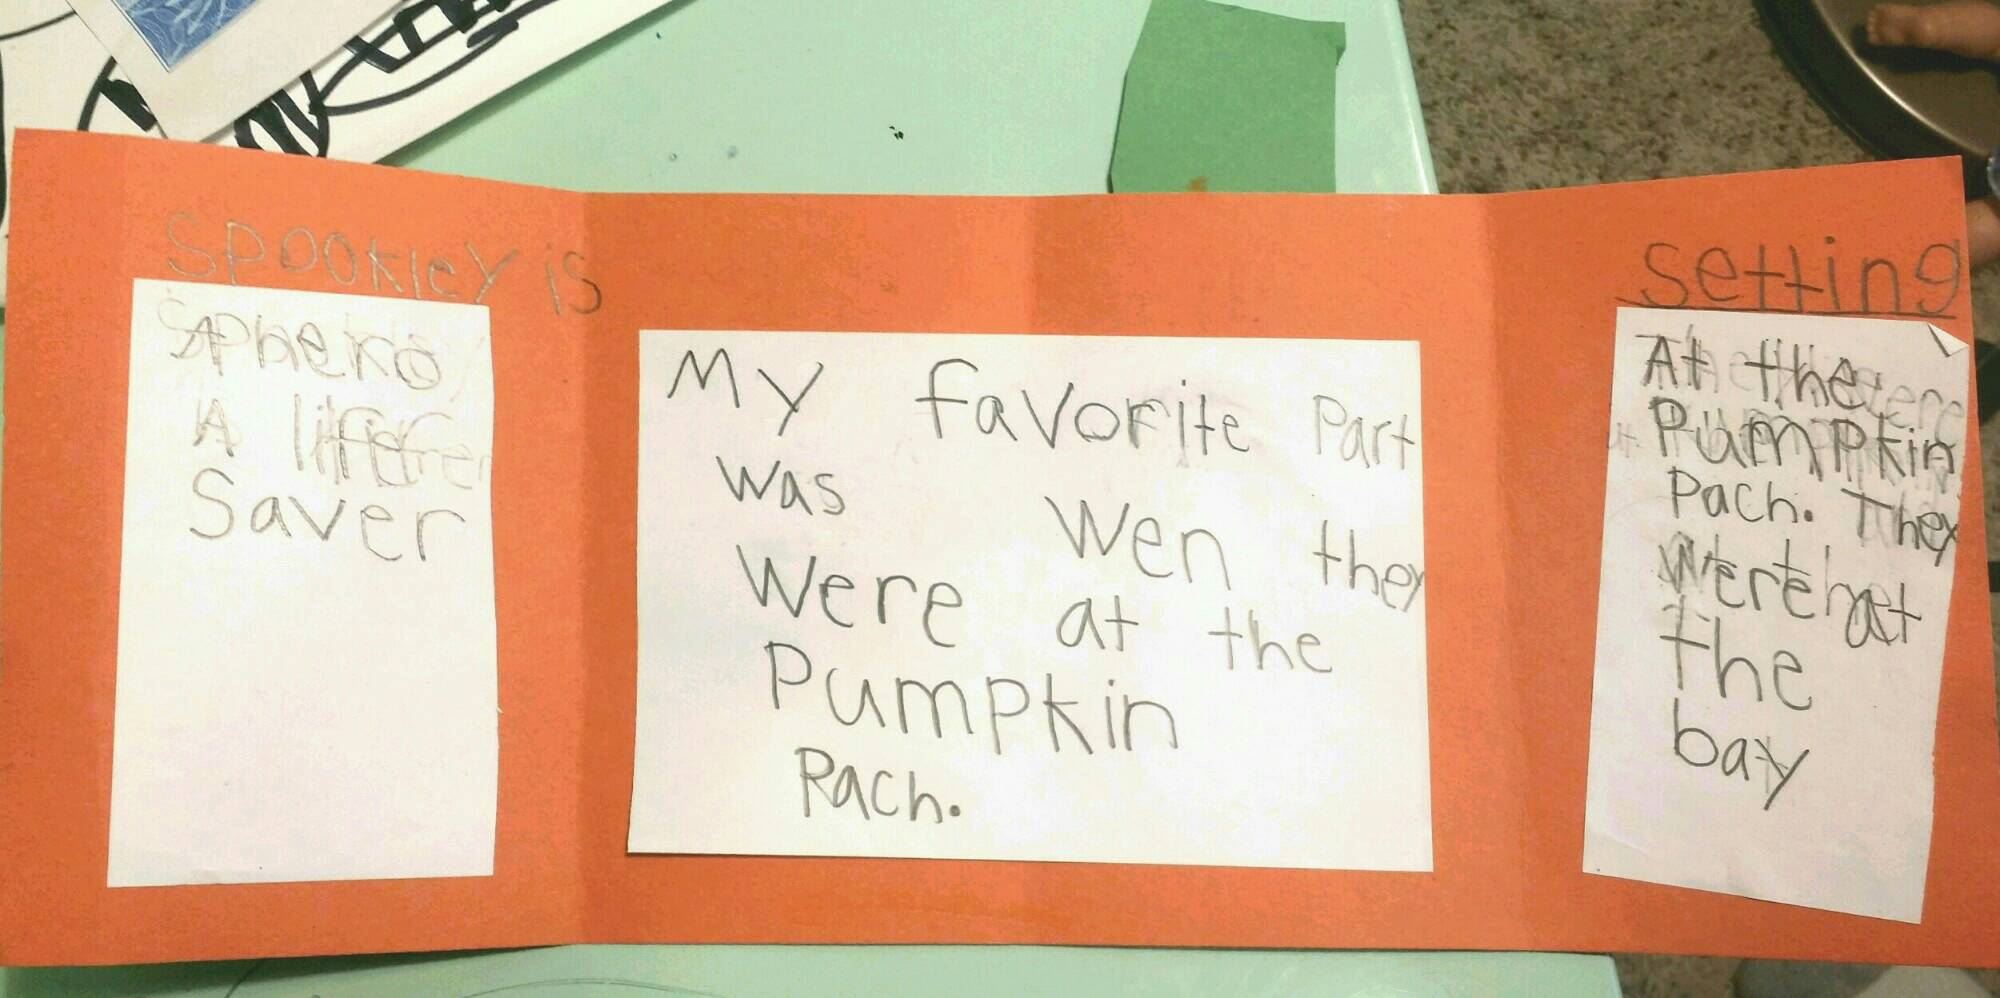 Spookley is
A hero
A life
Saver
My favorite Part
was wen they
were at the
Pumpkin
Pach.
Setting
At the
Pumpkin
Pach. They
were at
the
bay